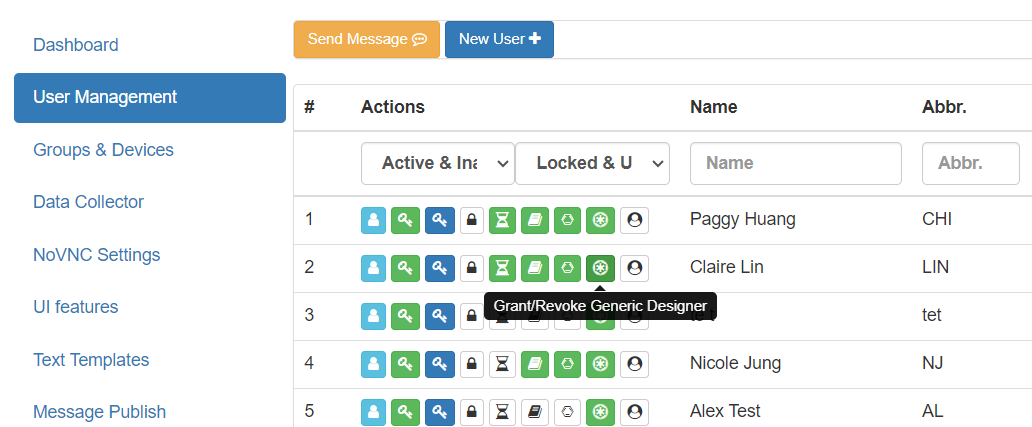 Send Message
New User
Dashboard
User Management
Groups & Devices
Data Collector
NoVNC Settings
UI features
Text Templates
Message Publish
# Actions Name Abbr.
Active & Ina Locked & U Name Abbr.
1 Paggy Huang CHI
2 Claire Lin LIN
Grant/Revoke Generic Designer
3 tet
4 Nicole Jung NJ
5 Alex Test AL